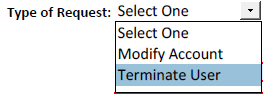 Type of Request: Select One
Select One
Modify Account
Terminate User